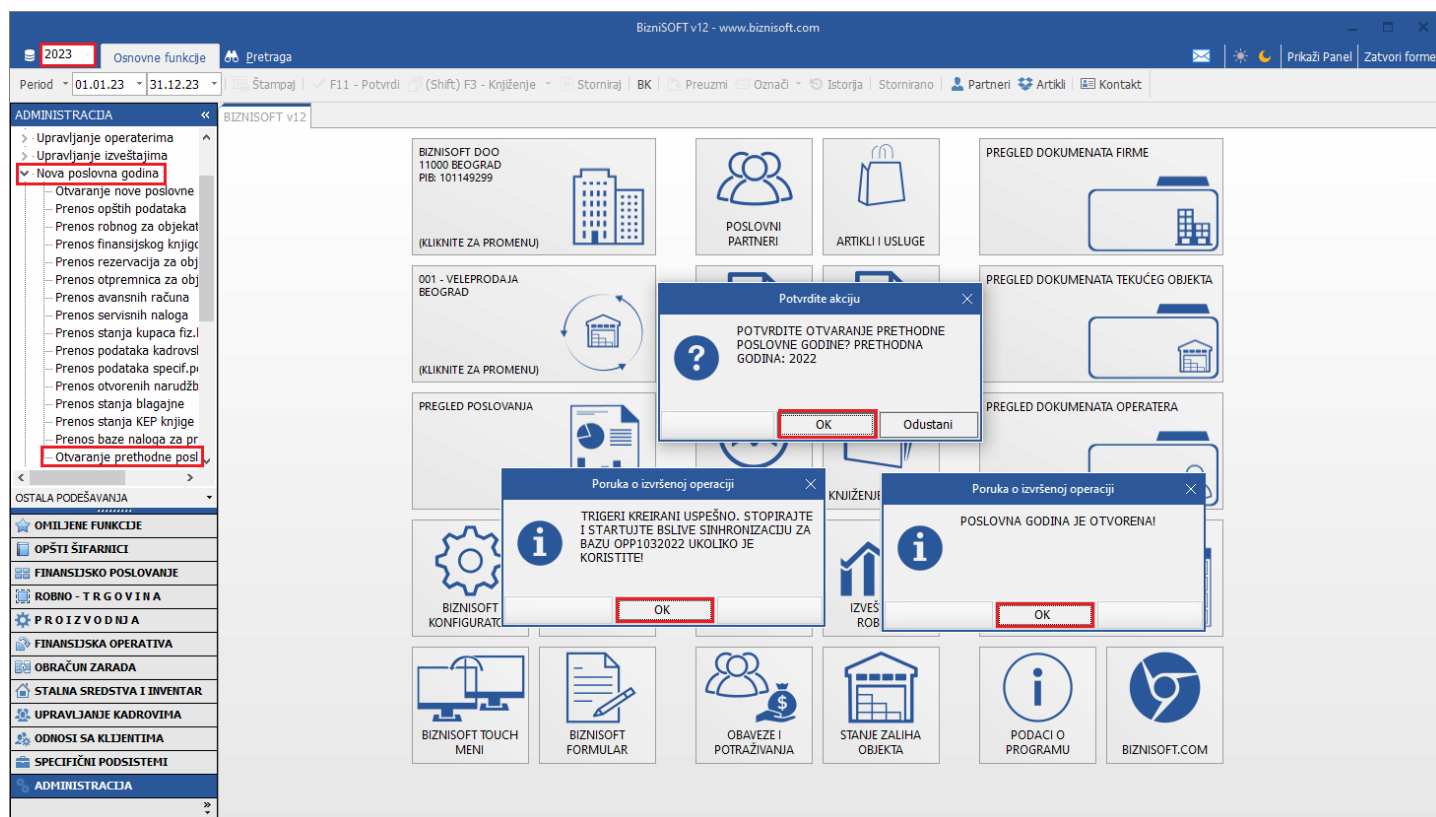 BizniSOFT v12 - www.biznisoft.com
2023
Osnovne funkcije
Pretraga
Prikaži Panel
Zatvori forme
Period
01.01.23
31.12.23
Štampaj
F11 - Potvrdi
(Shift) F3 - Knjiženje
Storniraj
BK
Preuzmi
Označi
Istorija
Stornirano
Partneri
Artikli
Kontakt
ADMINISTRACIJA
BIZNISOFT v12
Upravljanje operaterima
Upravljanje izveštajima
Nova poslovna godina
Otvaranje nove poslovne
Prenos opštih podataka
Prenos robnog za objekat
Prenos finansijskog knjigo
Prenos rezervacija za obj
Prenos otpremnica za obj
Prenos avansnih računa
Prenos servisnih naloga
Prenos stanja kupaca fiz.l
Prenos podataka kadrovsl
Prenos podataka specif.p
Prenos otvorenih narudžb
Prenos stanja blagajne
Prenos stanja KEP knjige
Prenos baze naloga za pr
Otvaranje prethodne posl
OSTALA PODEŠAVANJA
OMILJENE FUNKCIJE
OPŠTI ŠIFARNICI
FINANSIJSKO POSLOVANJE
ROBNO - T R G O V I N A
P R O I Z V O D NJ A
FINANSIJSKA OPERATIVA
OBRAČUN ZARADA
STALNA SREDSTVA I INVENTAR
UPRAVLJANJE KADROVIMA
ODNOSI SA KLIJENTIMA
SPECIFIČNI PODSISTEMI
ADMINISTRACIJA
BIZNISOFT DOO
11000 BEOGRAD
PIB: 101149299
(KLIKNITE ZA PROMENU)
POSLOVNI
PARTNERI
ARTIKLI I USLUGE
PREGLED DOKUMENATA FIRME
001 - VELEPRODAJA
BEOGRAD
(KLIKNITE ZA PROMENU)
PREGLED DOKUMENATA TEKUĆEG OBJEKTA
Potvrdite akciju
POTVRDITE OTVARANJE PRETHODNE
POSLOVNE GODINE? PRETHODNA
GODINA: 2022
OK
Odustani
PREGLED POSLOVANJA
PREGLED DOKUMENATA OPERATERA
KNJIŽENJE
Poruka o izvršenoj operaciji
TRIGERI KREIRANI USPEŠNO. STOPIRAJTE
I STARTUJTE BSLIVE SINHRONIZACIJU ZA
BAZU OPP1032022 UKOLIKO JE
KORISTITE!
OK
Poruka o izvršenoj operaciji
POSLOVNA GODINA JE OTVORENA!
OK
BIZNISOFT
KONFIGURATO
IZVEŠ
ROB
BIZNISOFT TOUCH
MENI
BIZNISOFT
FORMULAR
OBAVEZE I
POTRAŽIVANJA
STANJE ZALIHA
OBJEKTA
PODACI O
PROGRAMU
BIZNISOFT.COM